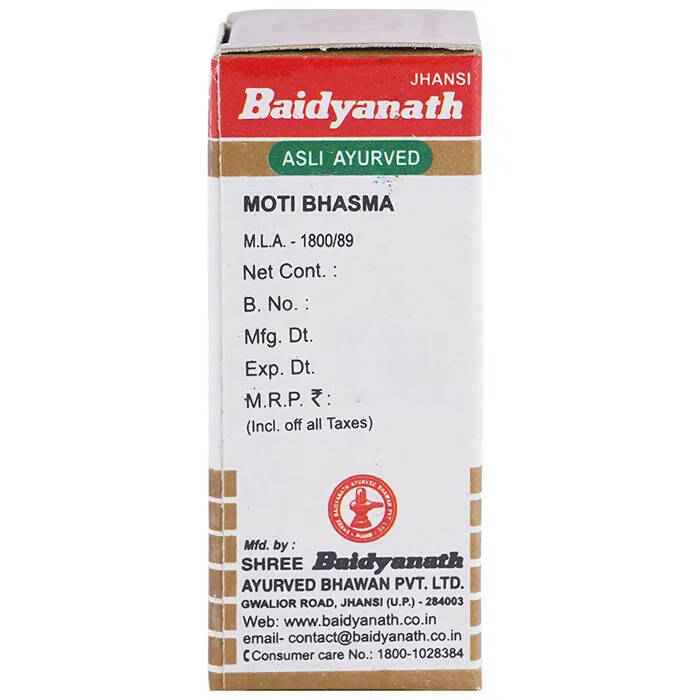 JHANSI
Baidyanath
ASLI AYURVED
MOTI BHASMA
M.L.A. - 1800/89
Net Cont. :
B. No. :
Mfg. Dt.
Exp. Dt.
M.R.P. ₹ :
(Incl. off all Taxes)
Mfd. by :
SHREE Baidyanath
AYURVED BHAWAN PVT. LTD.
GWALIOR ROAD, JHANSI (U.P.) - 284003
Web: www.baidyanath.co.in
email- contact@baidyanath.co.in
Consumer care No.: 1800-1028384